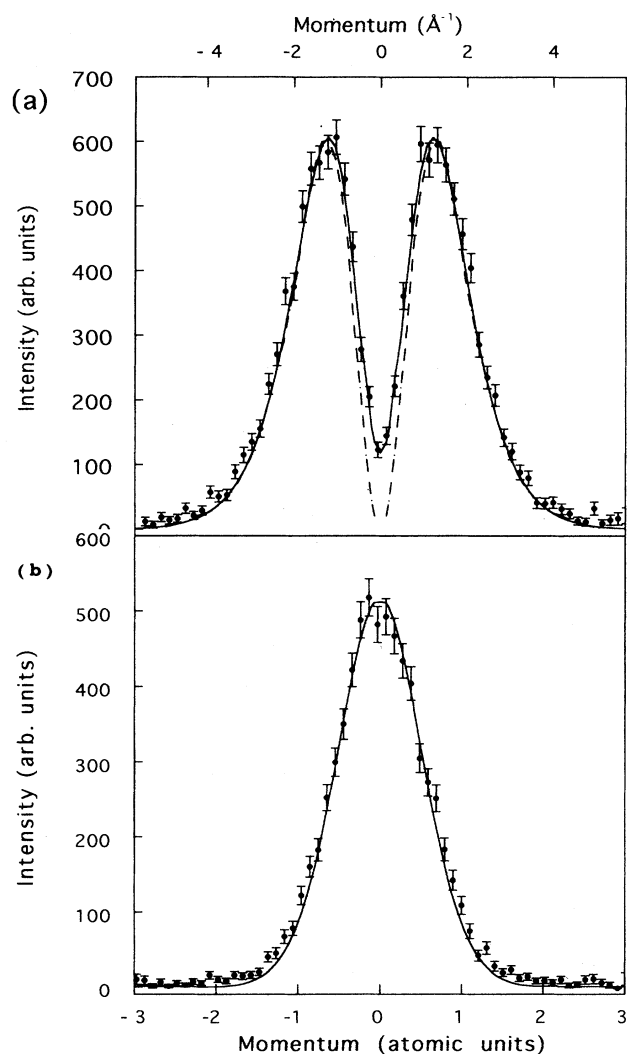 Momentum (Å⁻¹)
- 4 - 2 0 2 4
(a)
700
600
500
400
300
200
100
0
Intensity (arb. units)
(b)
600
500
400
300
200
100
0
Intensity (arb. units)
- 3 - 2 -1 0 1 2 3
Momentum (atomic units)